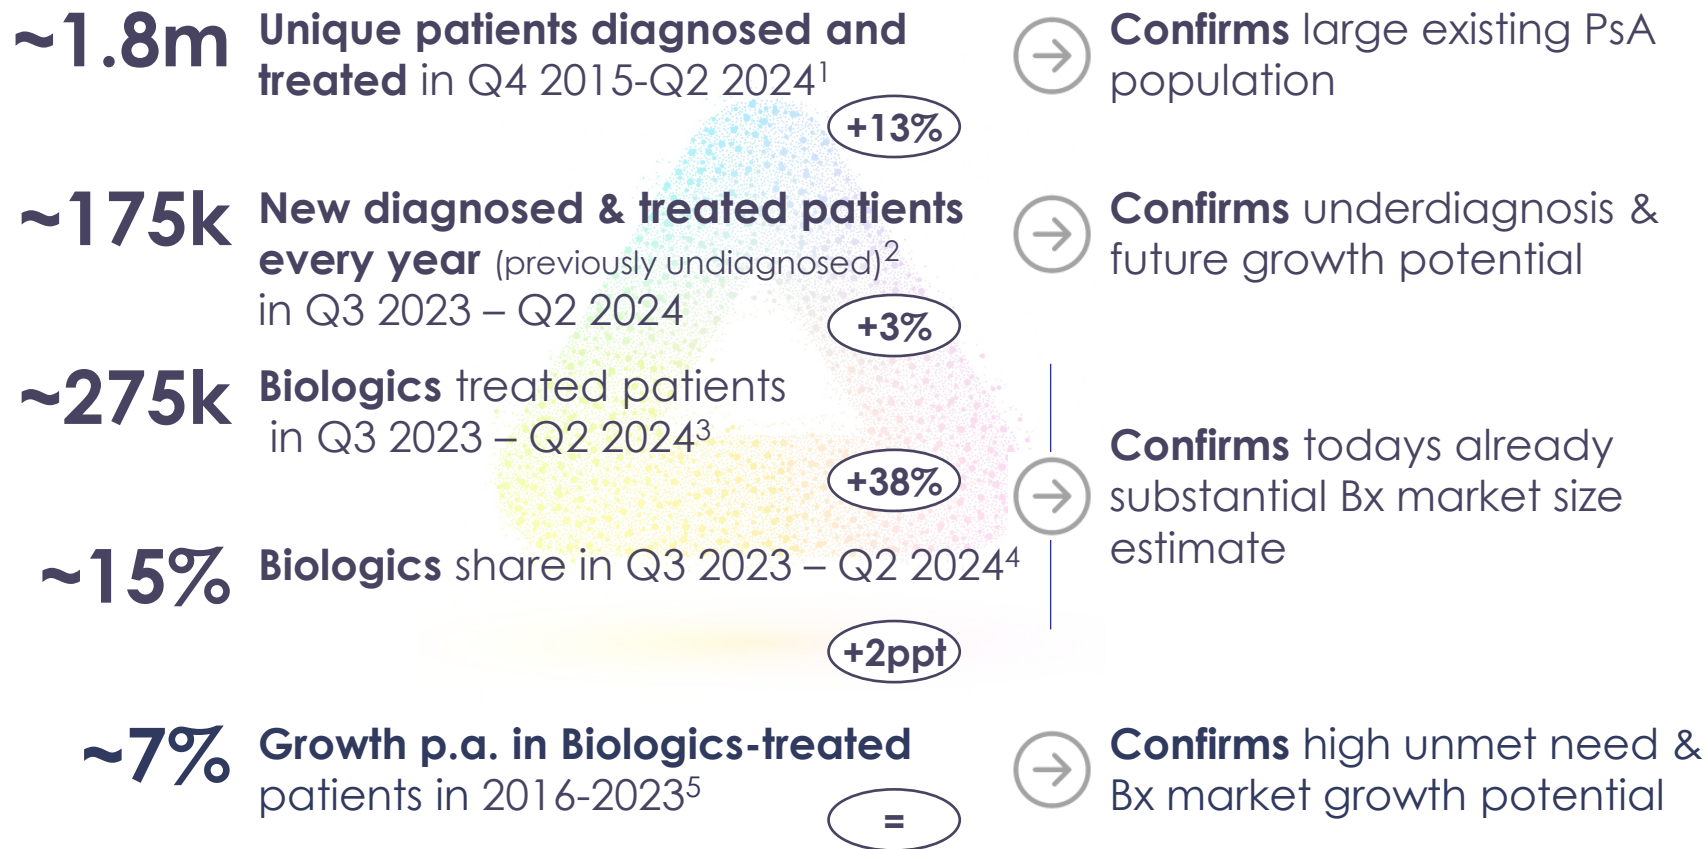 ~1.8m
Unique patients diagnosed and
treated in Q4 2015-Q2 2024¹
+13%
Confirms large existing PsA
population
~175k
New diagnosed & treated patients
every year (previously undiagnosed)²
in Q3 2023 – Q2 2024
+3%
Confirms underdiagnosis &
future growth potential
~275k
Biologics treated patients
in Q3 2023 – Q2 2024³
+38%
~15%
Biologics share in Q3 2023 – Q2 2024⁴
+2ppt
Confirms todays already
substantial Bx market size
estimate
~7%
Growth p.a. in Biologics-treated
patients in 2016-2023⁵
=
Confirms high unmet need &
Bx market growth potential